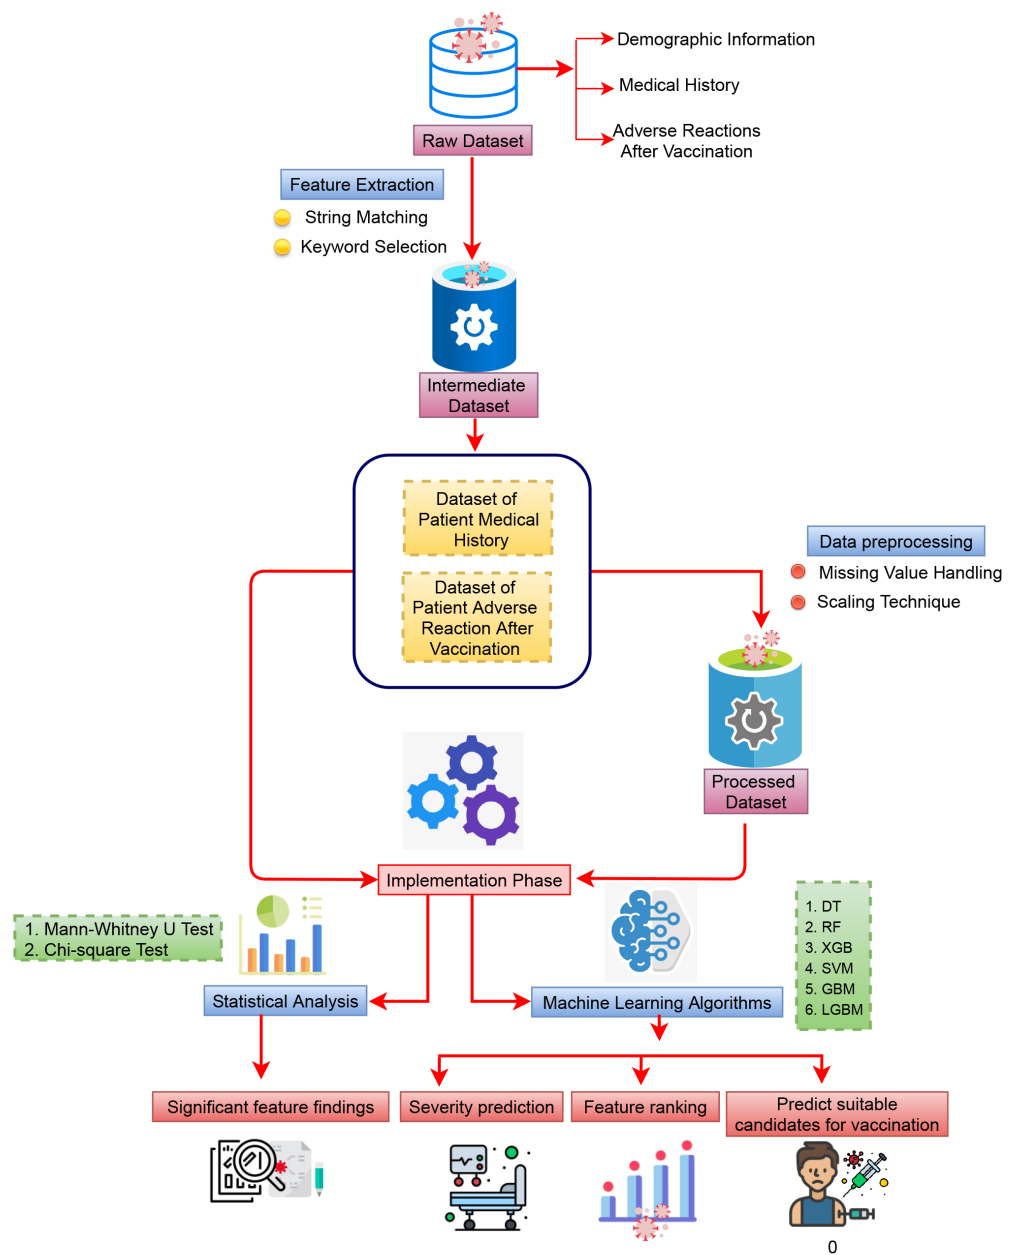 Demographic Information
Medical History
Adverse Reactions
After Vaccination
Raw Dataset
Feature Extraction
String Matching
Keyword Selection
Intermediate
Dataset
Dataset of
Patient Medical
History
Dataset of
Patient Adverse
Reaction After
Vaccination
Data preprocessing
Missing Value Handling
Scaling Technique
Processed
Dataset
Implementation Phase
1. Mann-Whitney U Test
2. Chi-square Test
1. DT
2. RF
3. XGB
4. SVM
5. GBM
6. LGBM
Statistical Analysis
Machine Learning Algorithms
Significant feature findings
Severity prediction
Feature ranking
Predict suitable
candidates for vaccination
0